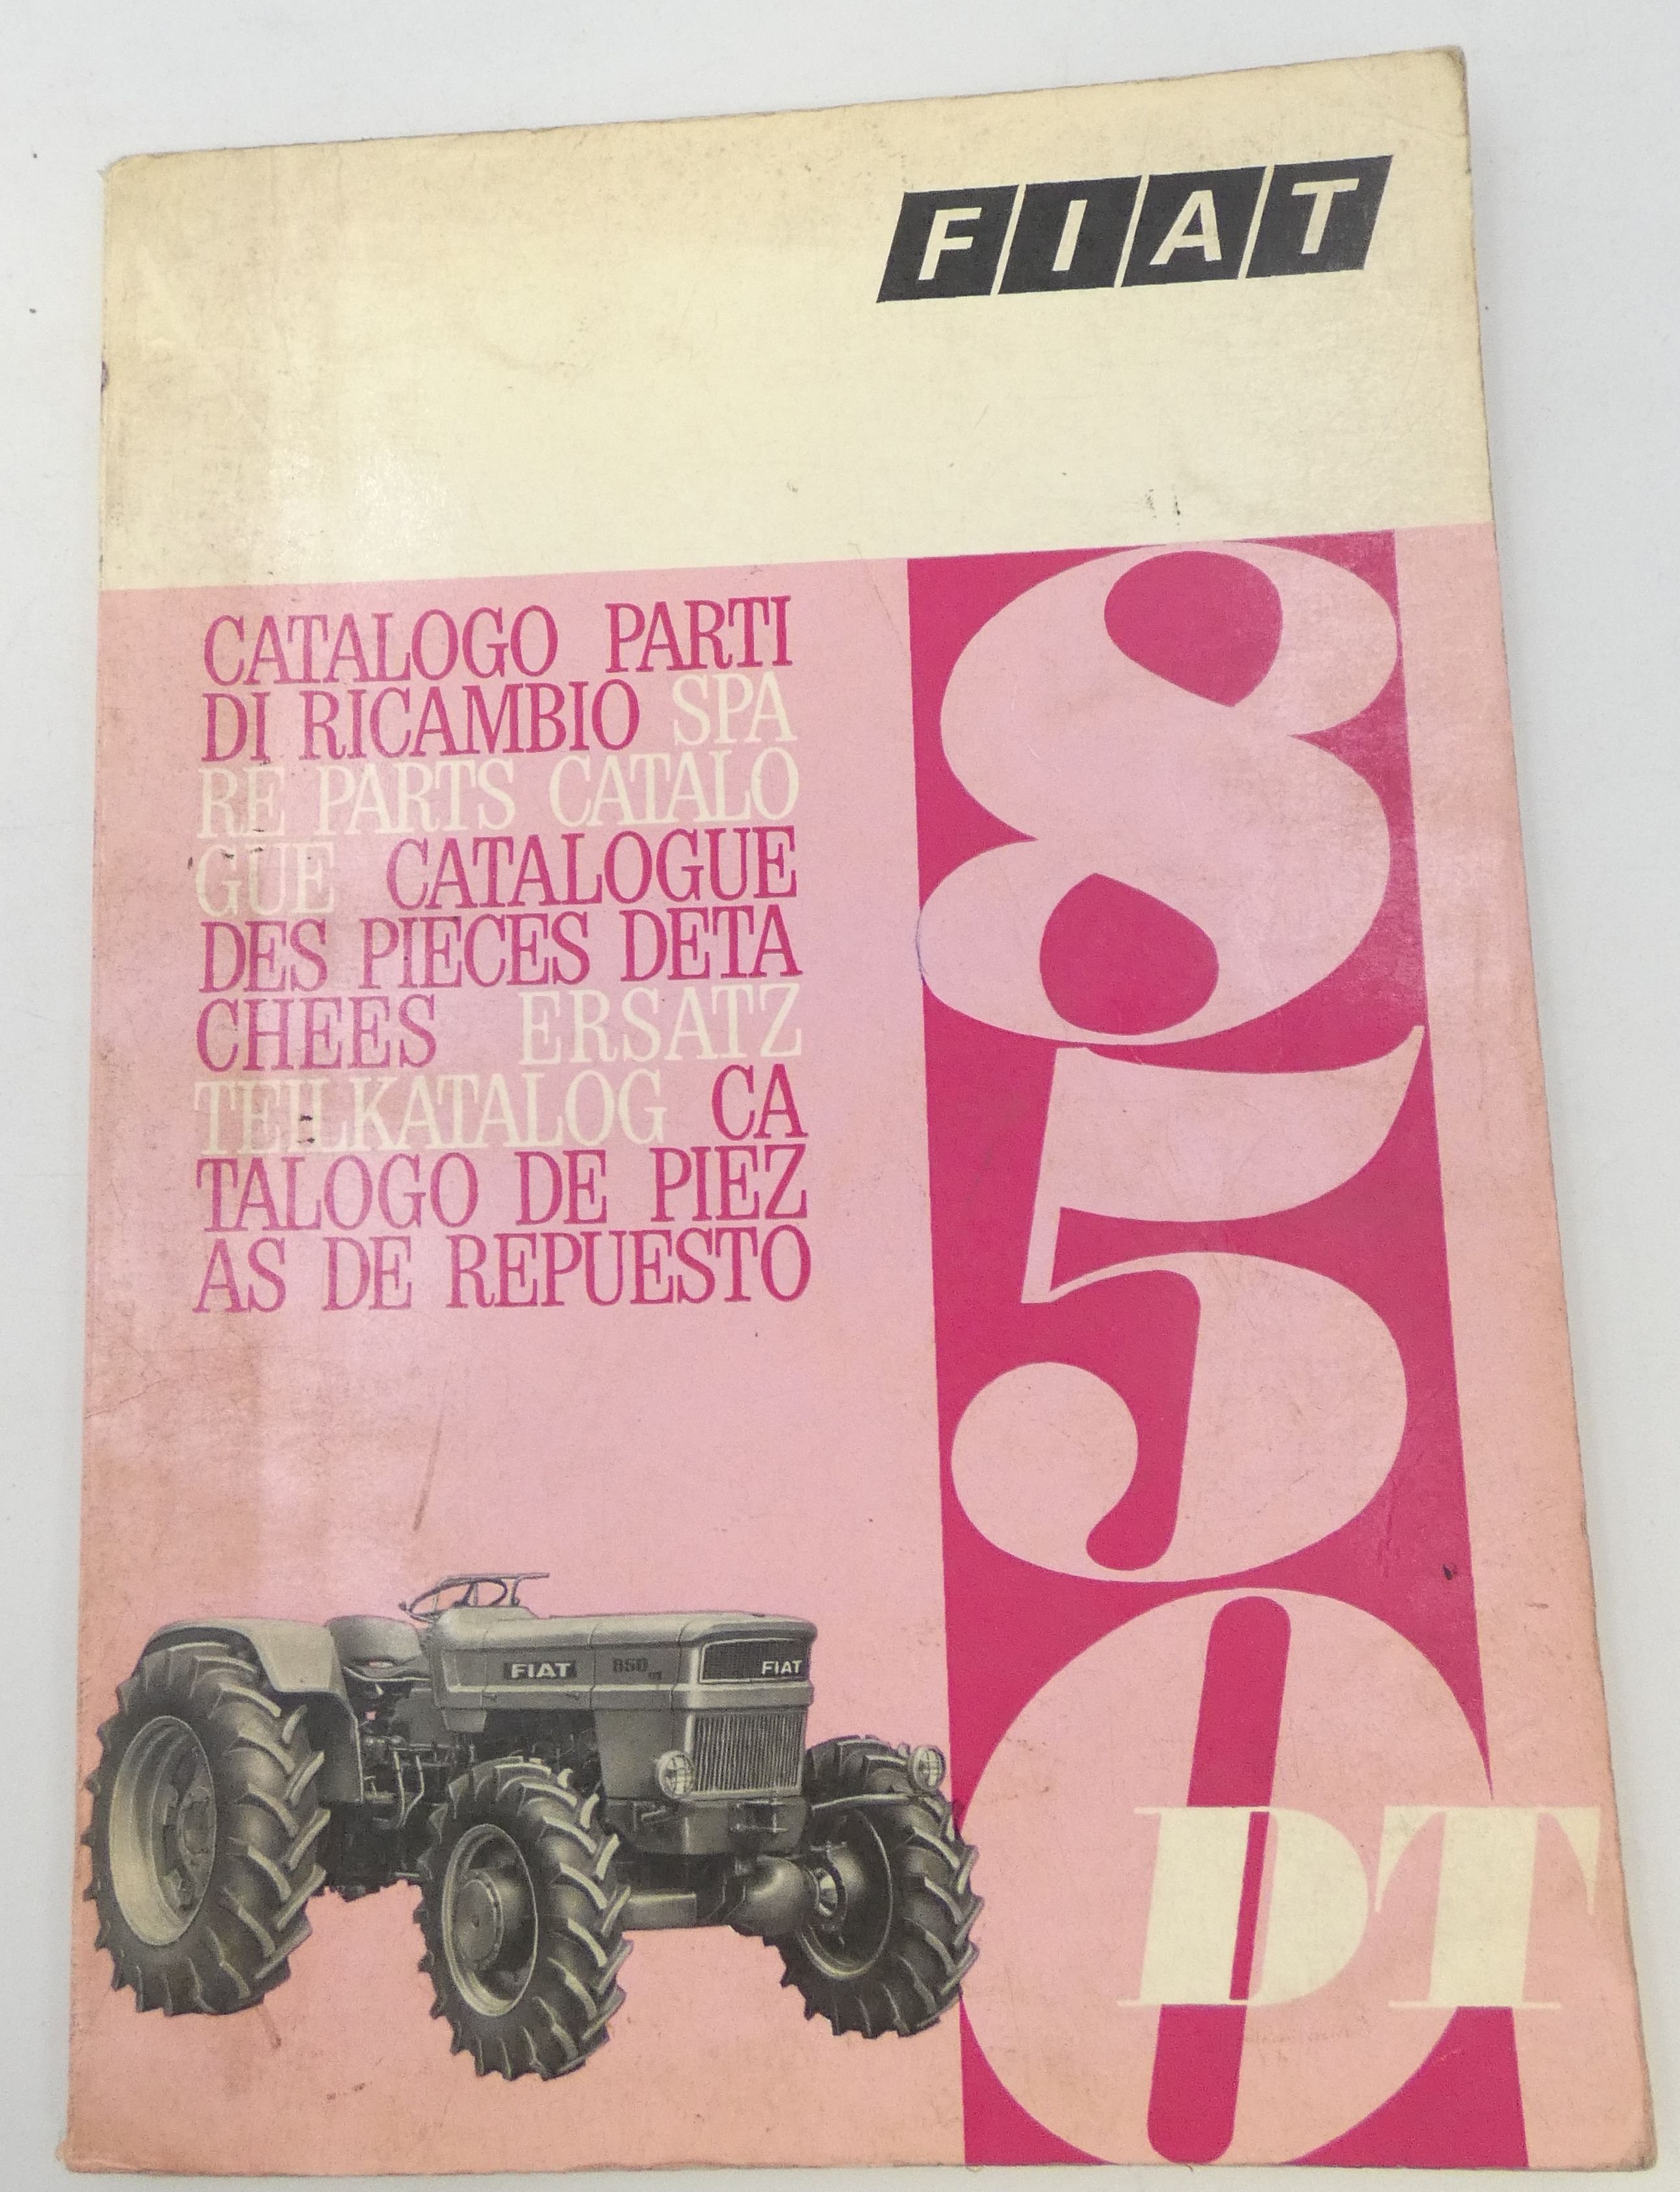 FIAT
CATALOGO PARTI
DI RICAMBIO SPA
RE PARTS CATALO
GUE CATALOGUE
DES PIECES DETA
CHEES ERSATZ
TEILKATALOG CA
TALOGO DE PIEZ
AS DE REPUESTO
850
DT
FIAT 850 FIAT